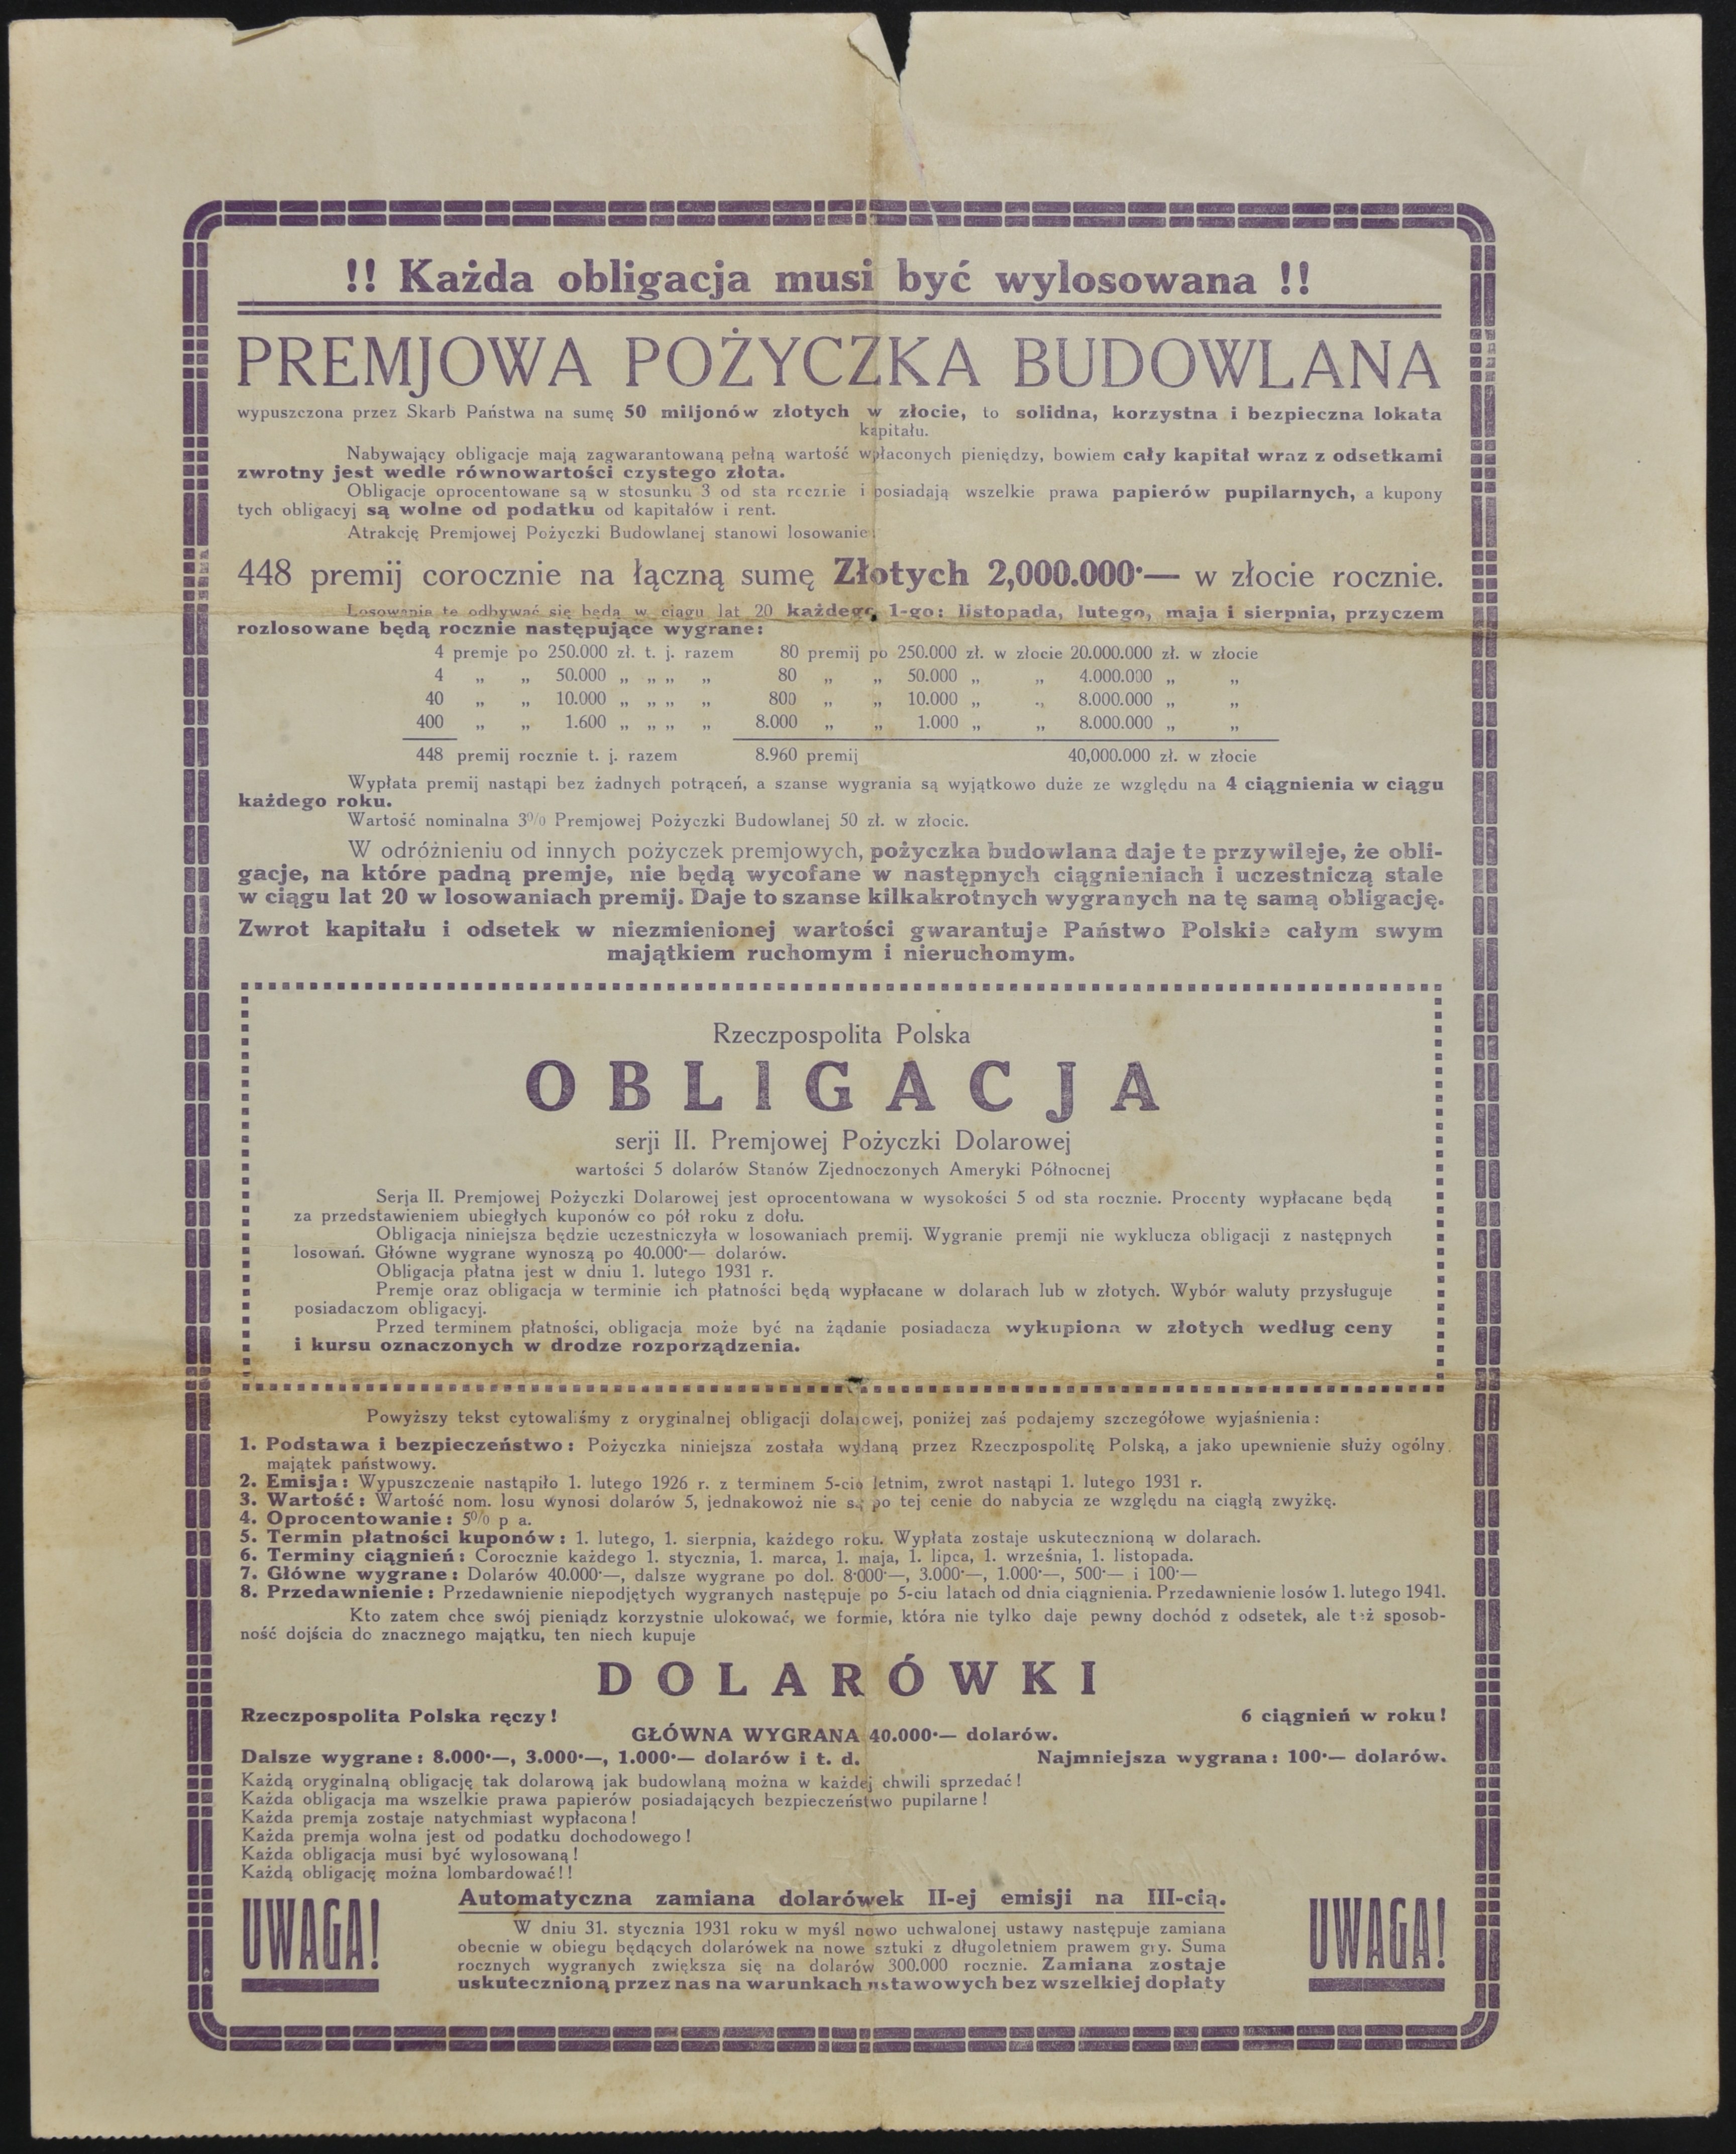 !! Każda obligacja musi być wylosowana !!
PREMJOWA POŻYCZKA BUDOWLANA
wypuszczona przez Skarb Państwa na sumę 50 miljonów złotych w złocie, to solidna, korzystna i bezpieczna lokata
kapitału.
Nabywający obligacje mają zagwarantowaną pełną wartość wpłaconych pieniędzy, bowiem cały kapitał wraz z odsetkami
zwrotny jest wedle równowartości czystego złota.
Obligacje oprocentowane są w stosunku 3 od sta rocznie i posiadają wszelkie prawa papierów pupilarnych, a kupony
tych obligacyj są wolne od podatku od kapitałów i rent.
Atrakcję Premjowej Pożyczki Budowlanej stanowi losowanie:
448 premij corocznie na łączną sumę Złotych 2,000.000·— w złocie rocznie.
Losowania te odbywać się będą w ciągu lat 20 każdego 1-go: listopada, lutego, maja i sierpnia, przyczem
rozlosowane będą rocznie następujące wygrane:
4 premje po 250.000 zł. t. j. razem 80 premij po 250.000 zł. w złocie 20.000.000 zł. w złocie
4 „ „ 50.000 „ „ „ „ 80 „ „ 50.000 „ „ 4.000.000 „ „
40 „ „ 10.000 „ „ „ „ 800 „ „ 10.000 „ „ 8.000.000 „ „
400 „ „ 1.600 „ „ „ „ 8.000 „ „ 1.000 „ „ 8.000.000 „ „
448 premij rocznie t. j. razem 8.960 premij 40,000.000 zł. w złocie
Wypłata premij nastąpi bez żadnych potrąceń, a szanse wygrania są wyjątkowo duże ze względu na 4 ciągnienia w ciągu
każdego roku.
Wartość nominalna 3% Premjowej Pożyczki Budowlanej 50 zł. w złocie.
W odróżnieniu od innych pożyczek premjowych, pożyczka budowlana daje te przywileje, że obli-
gacje, na które padną premje, nie będą wycofane w następnych ciągnieniach i uczestniczą stale
w ciągu lat 20 w losowaniach premij. Daje to szanse kilkakrotnych wygranych na tę samą obligację.
Zwrot kapitału i odsetek w niezmienionej wartości gwarantuje Państwo Polskie całym swym
majątkiem ruchomym i nieruchomym.
Rzeczpospolita Polska
OBLIGACJA
serji II. Premjowej Pożyczki Dolarowej
wartości 5 dolarów Stanów Zjednoczonych Ameryki Północnej
Serja II. Premjowej Pożyczki Dolarowej jest oprocentowana w wysokości 5 od sta rocznie. Procenty wypłacane będą
za przedstawieniem ubiegłych kuponów co pół roku z dołu.
Obligacja niniejsza będzie uczestniczyła w losowaniach premij. Wygranie premji nie wyklucza obligacji z następnych
losowań. Główne wygrane wynoszą po 40.000·— dolarów.
Obligacja płatna jest w dniu 1. lutego 1931 r.
Premje oraz obligacja w terminie ich płatności będą wypłacane w dolarach lub w złotych. Wybór waluty przysługuje
posiadaczom obligacyj.
Przed terminem płatności, obligacja może być na żądanie posiadacza wykupiona w złotych według ceny
i kursu oznaczonych w drodze rozporządzenia.
Powyższy tekst cytowaliśmy z oryginalnej obligacji dolarowej, poniżej zaś podajemy szczegółowe wyjaśnienia:
1. Podstawa i bezpieczeństwo: Pożyczka niniejsza została wydaną przez Rzeczpospolitę Polską, a jako upewnienie służy ogólny
majątek państwowy.
2. Emisja: Wypuszczenie nastąpiło 1. lutego 1926 r. z terminem 5-cio letnim, zwrot nastąpi 1. lutego 1931 r.
3. Wartość: Wartość nom. losu wynosi dolarów 5, jednakowoż nie są po tej cenie do nabycia ze względu na ciągłą zwyżkę.
4. Oprocentowanie: 5% p a.
5. Termin płatności kuponów: 1. lutego, 1. sierpnia, każdego roku. Wypłata zostaje uskutecznioną w dolarach.
6. Terminy ciągnień: Corocznie każdego 1. stycznia, 1. marca, 1. maja, 1. lipca, 1. września, 1. listopada.
7. Główne wygrane: Dolarów 40.000·—, dalsze wygrane po dol. 8·000·—, 3.000·—, 1.000·—, 500·— i 100·—
8. Przedawnienie: Przedawnienie niepodjętych wygranych następuje po 5-ciu latach od dnia ciągnienia. Przedawnienie losów 1. lutego 1941.
Kto zatem chce swój pieniądz korzystnie ulokować, we formie, która nie tylko daje pewny dochód z odsetek, ale też sposob-
ność dojścia do znacznego majątku, ten niech kupuje
DOLARÓWKI
Rzeczpospolita Polska ręczy! 6 ciągnień w roku!
GŁÓWNA WYGRANA 40.000·— dolarów.
Dalsze wygrane: 8.000·—, 3.000·—, 1.000·— dolarów i t. d. Najmniejsza wygrana: 100·— dolarów.
Każdą oryginalną obligację tak dolarową jak budowlaną można w każdej chwili sprzedać!
Każda obligacja ma wszelkie prawa papierów posiadających bezpieczeństwo pupilarne!
Każda premja zostaje natychmiast wypłacona!
Każda premja wolna jest od podatku dochodowego!
Każda obligacja musi być wylosowaną!
Każdą obligację można lombardować!!
UWAGA!
Automatyczna zamiana dolarówek II-ej emisji na III-cią.
W dniu 31. stycznia 1931 roku w myśl nowo uchwalonej ustawy następuje zamiana
obecnie w obiegu będących dolarówek na nowe sztuki z długoletniem prawem gry. Suma
rocznych wygranych zwiększa się na dolarów 300.000 rocznie. Zamiana zostaje
uskutecznioną przez nas na warunkach ustawowych bez wszelkiej dopłaty
UWAGA!